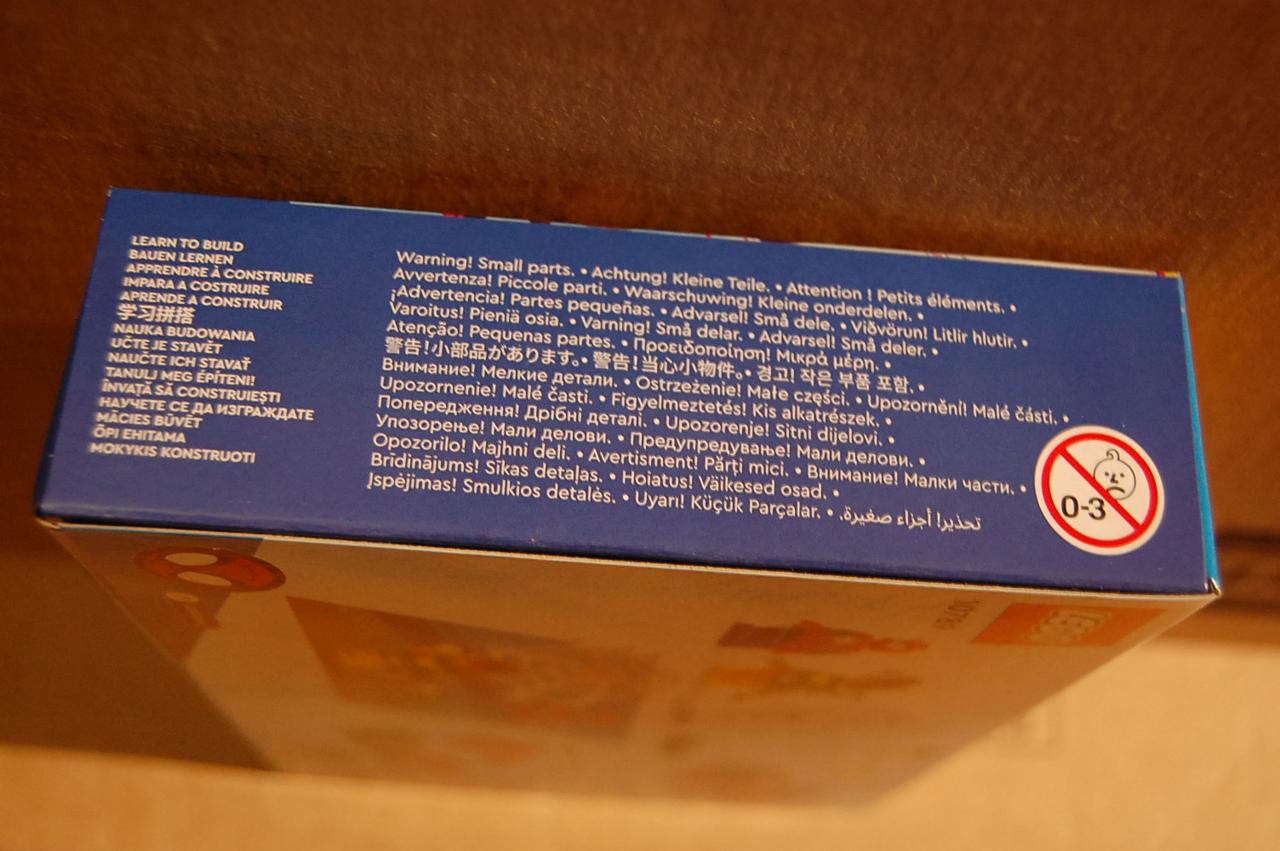 LEARN TO BUILD
BAUEN LERNEN
APPRENDRE À CONSTRUIRE
IMPARA A COSTRUIRE
APRENDE A CONSTRUIR
学习拼搭
NAUKA BUDOWANIA
UČTE JE STAVĚT
NAUČTE ICH STAVAŤ
TANULJ MEG ÉPÍTENI!
ÎNVAȚĂ SĂ CONSTRUIEȘTI
НАУЧЕТЕ СЕ ДА ИЗГРАЖДАТЕ
MĀCIES BŪVĒT
ÕPI EHITAMA
MOKYKIS KONSTRUOTI
Warning! Small parts. • Achtung! Kleine Teile. • Attention ! Petits éléments. •
Avvertenza! Piccole parti. • Waarschuwing! Kleine onderdelen. •
¡Advertencia! Partes pequeñas. • Advarsel! Små dele. • Viðvörun! Litlir hlutir. •
Varoitus! Pieniä osia. • Varning! Små delar. • Advarsel! Små deler. •
Atenção! Pequenas partes. • Προειδοποίηση! Μικρά μέρη. •
警告!小部品があります。• 警告!当心小物件。• 경고! 작은 부품 포함. •
Внимание! Мелкие детали. • Ostrzeżenie! Małe części. • Upozornění! Malé části. •
Upozornenie! Malé časti. • Figyelmeztetés! Kis alkatrészek. •
Попередження! Дрібні деталі. • Upozorenje! Sitni dijelovi. •
Упозорење! Мали делови. • Предупредување! Мали делови. •
Opozorilo! Majhni deli. • Avertisment! Părți mici. • Внимание! Малки части. •
Brīdinājums! Sīkas detaļas. • Hoiatus! Väikesed osad. •
Įspėjimas! Smulkios detalės. • Uyarı! Küçük Parçalar. • تحذير! أجزاء صغيرة.
0-3
LEGO